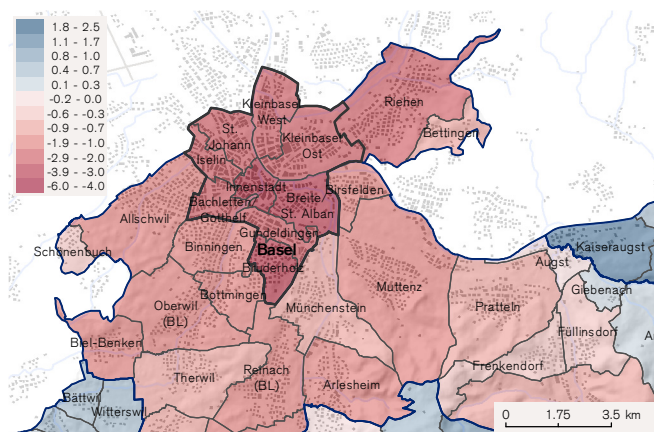 1.8 - 2.5
1.1 - 1.7
0.8 - 1.0
0.4 - 0.7
0.1 - 0.3
-0.2 - 0.0
-0.6 - -0.3
-0.9 - -0.7
-1.9 - -1.0
-2.9 - -2.0
-3.9 - -3.0
-6.0 - -4.0
Kleinbasel
West
Riehen
St.
Johann
Kleinbasel
Ost
Bettingen
Iselin
Innenstadt
Birsfelden
Bachletten
Gotthelf
Breite/
St. Alban
Allschwil
Gundeldingen
Binningen
Basel
Schönenbuch
Kaiseraugst
Augst
Bruderholz
Giebenach
Bottmingen
Muttenz
Oberwil
(BL)
Münchenstein
Pratteln
Füllinsdorf
Biel-Benken
Frenkendorf
Therwil
Reinach
(BL)
Arlesheim
Bättwil
Witterswil
0 1.75 3.5 km